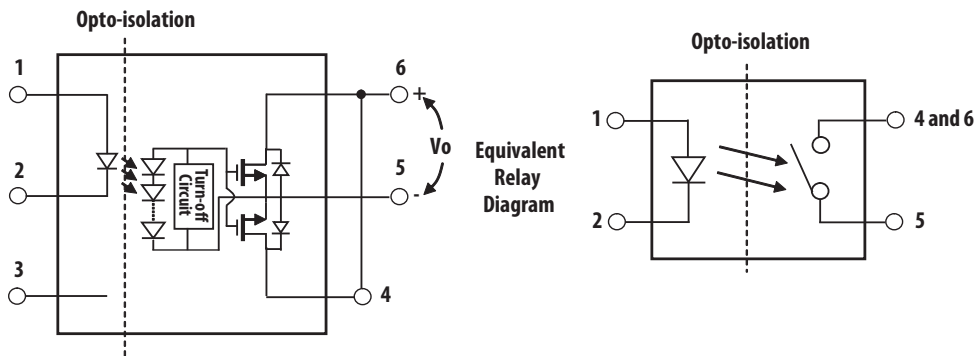 Opto-isolation
1
2
3
Turn-off
Circuit
6
+
Vo
5
-
4
Equivalent
Relay
Diagram
Opto-isolation
1
2
4 and 6
5